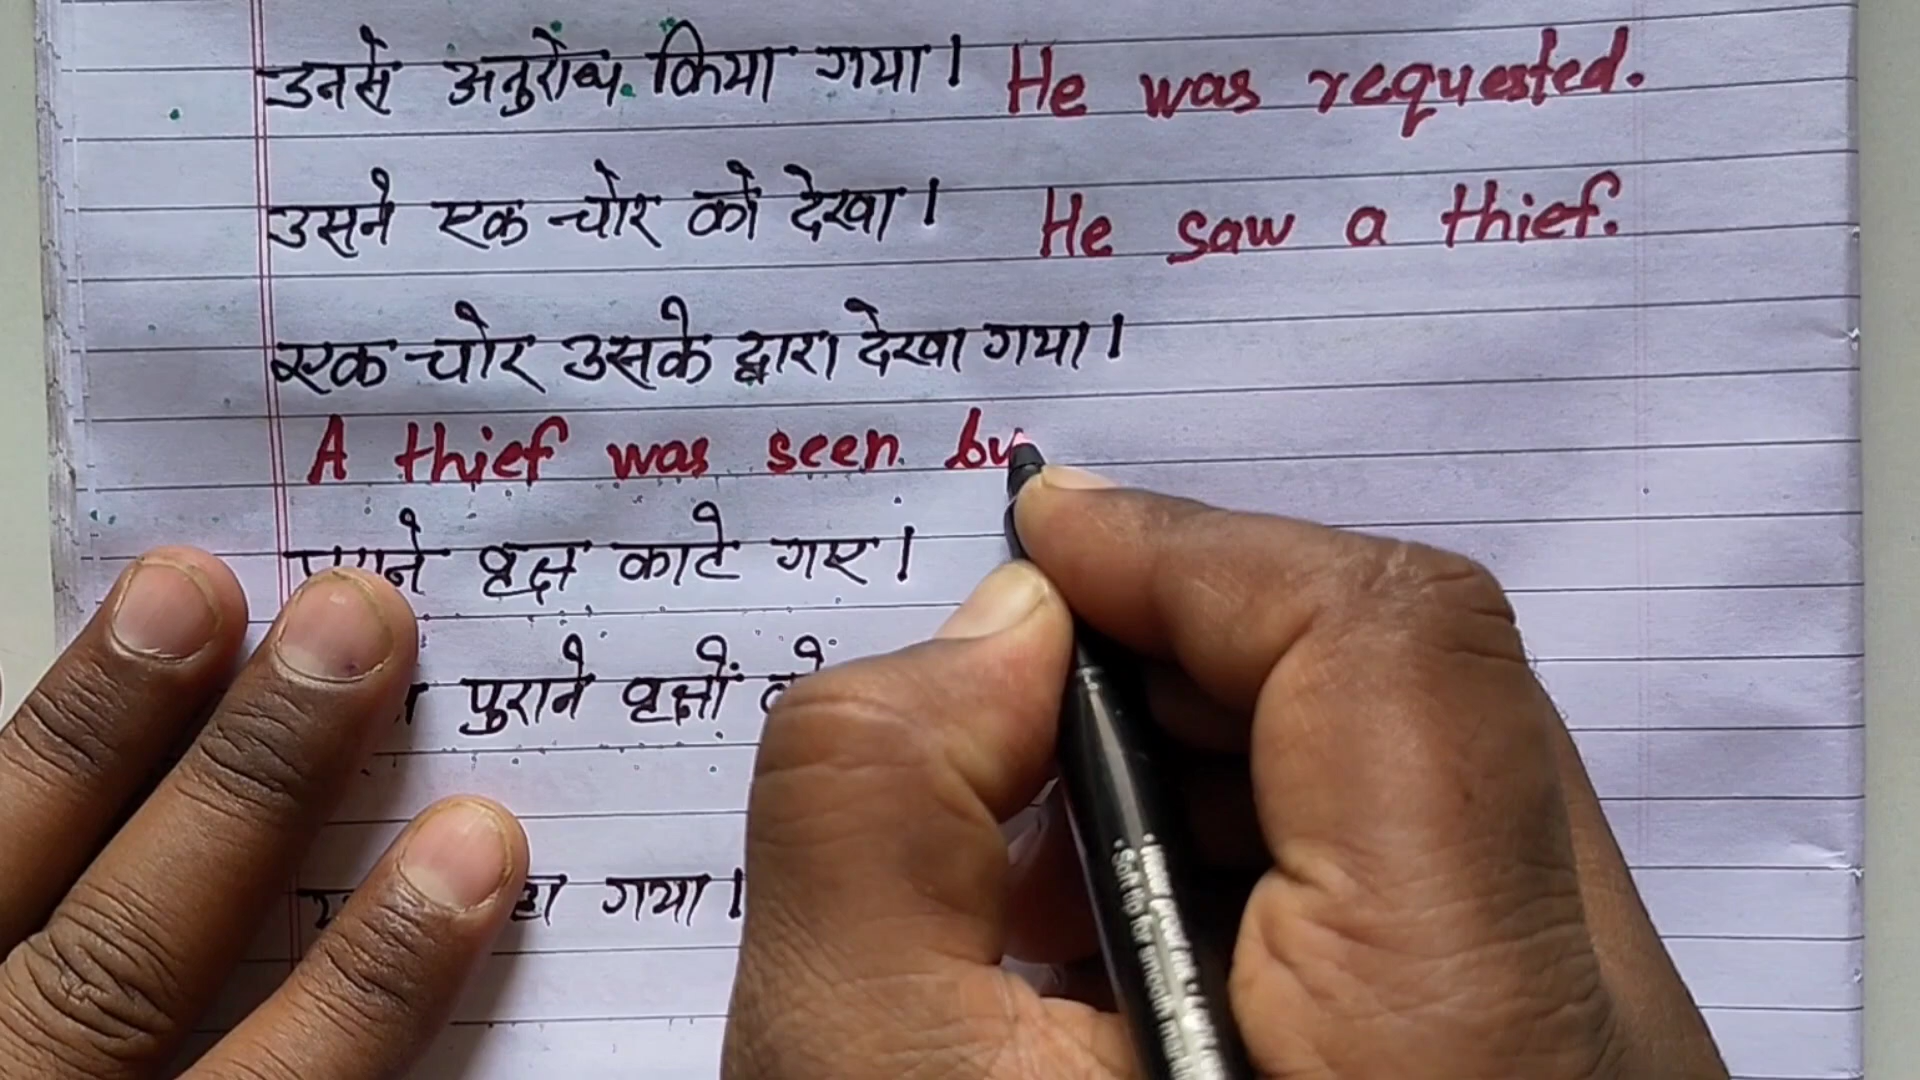 उनसे अनुरोध किया गया। He was requested.
उसने एक चोर को देखा। He saw a thief.
एक चोर उसके द्वारा देखा गया।
A thief was seen by
वृक्ष काटे गए।
पुराने वृक्षों
गया।